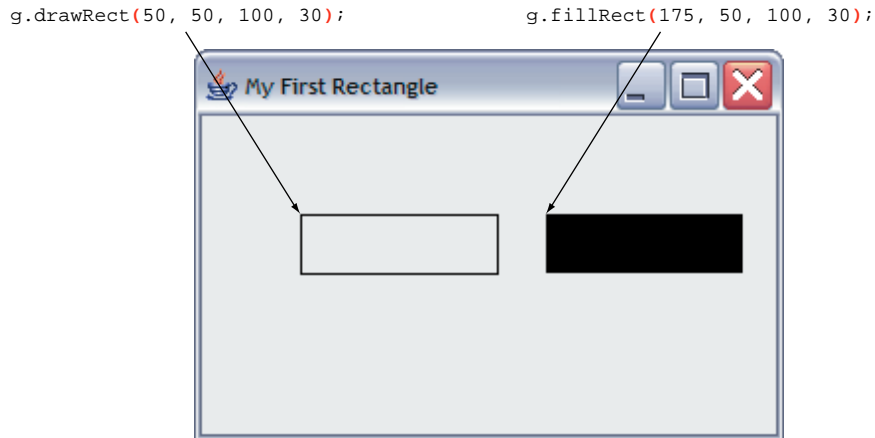 g.drawRect(50, 50, 100, 30);
g.fillRect(175, 50, 100, 30);
My First Rectangle